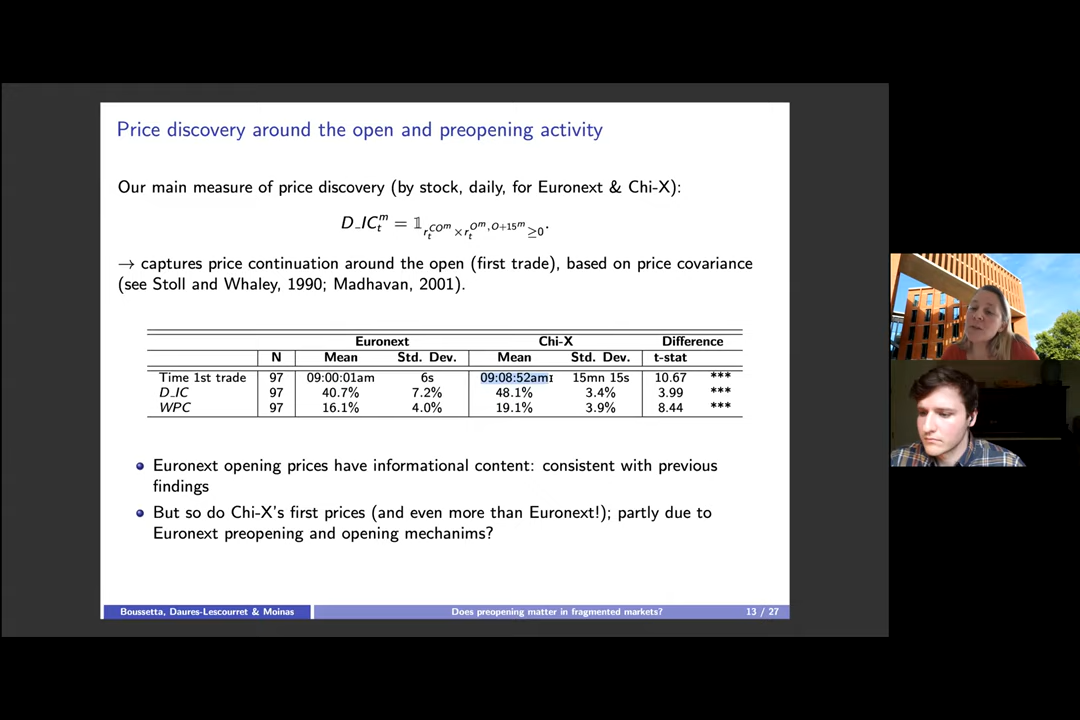 Price discovery around the open and preopening activity
Our main measure of price discovery (by stock, daily, for Euronext & Chi-X):
D_IC_t^m = 𝟙_{r_t^{CO^m} × r_t^{O^m,O+15^m} ≥0}.
→ captures price continuation around the open (first trade), based on price covariance
(see Stoll and Whaley, 1990; Madhavan, 2001).
Euronext Chi-X Difference
N Mean Std. Dev. Mean Std. Dev. t-stat
Time 1st trade 97 09:00:01am 6s 09:08:52am 15mn 15s 10.67 ***
D_IC 97 40.7% 7.2% 48.1% 3.4% 3.99 ***
WPC 97 16.1% 4.0% 19.1% 3.9% 8.44 ***
Euronext opening prices have informational content: consistent with previous
findings
But so do Chi-X's first prices (and even more than Euronext!); partly due to
Euronext preopening and opening mechanims?
Boussetta, Daures-Lescourret & Moinas Does preopening matter in fragmented markets? 13 / 27